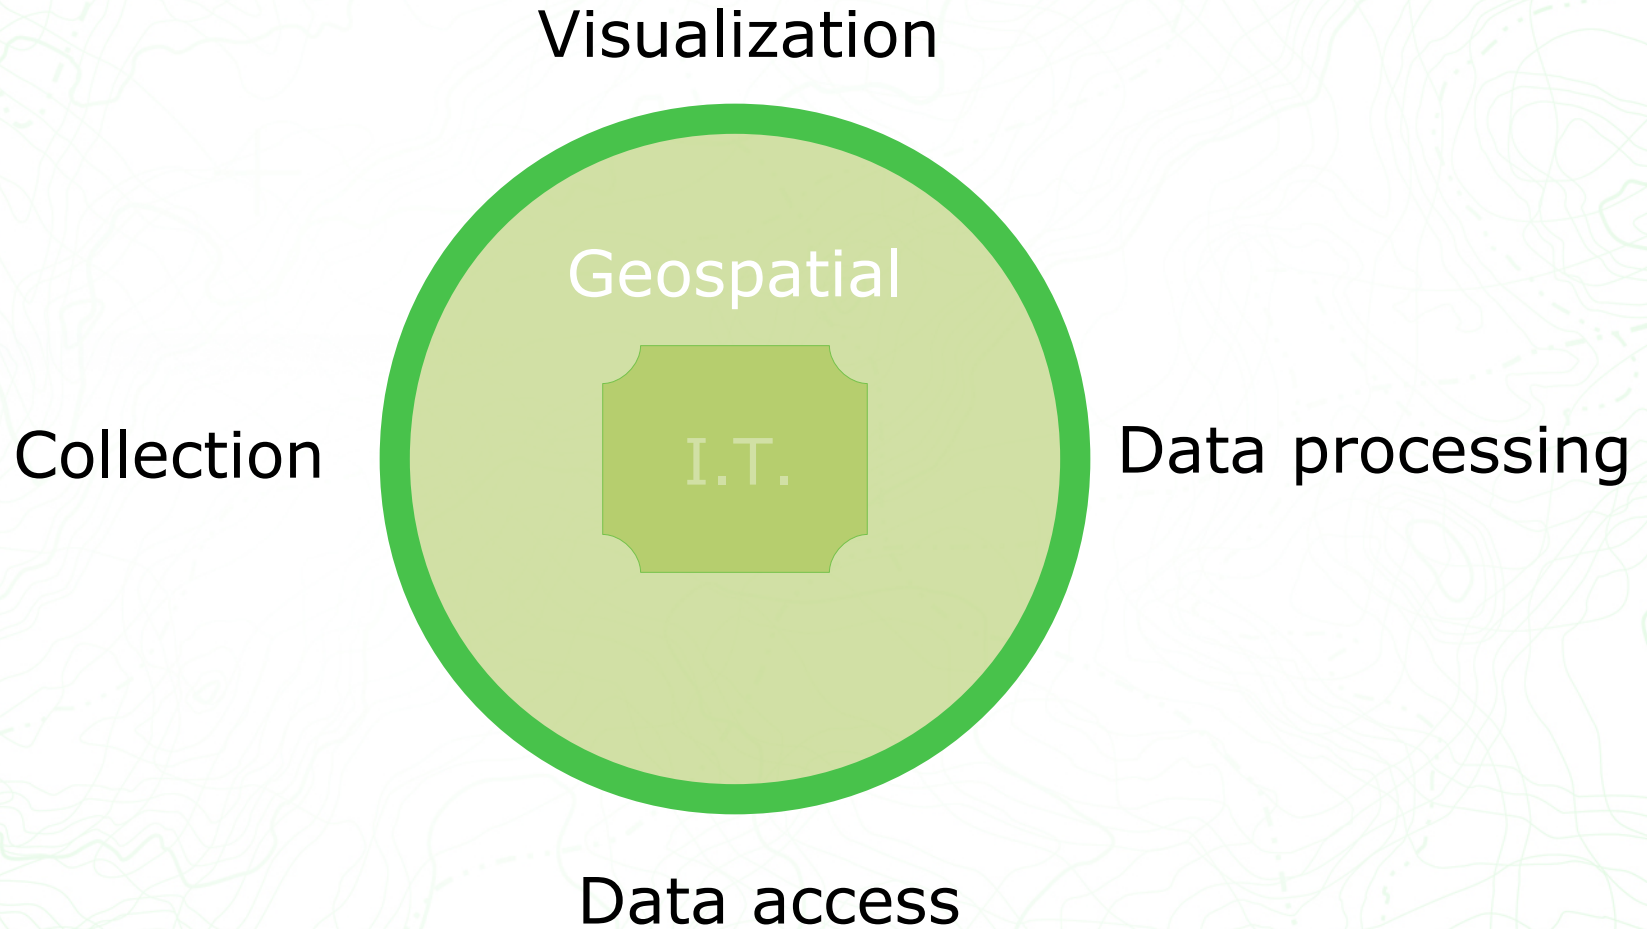 Visualization
Geospatial
I.T.
Collection
Data processing
Data access